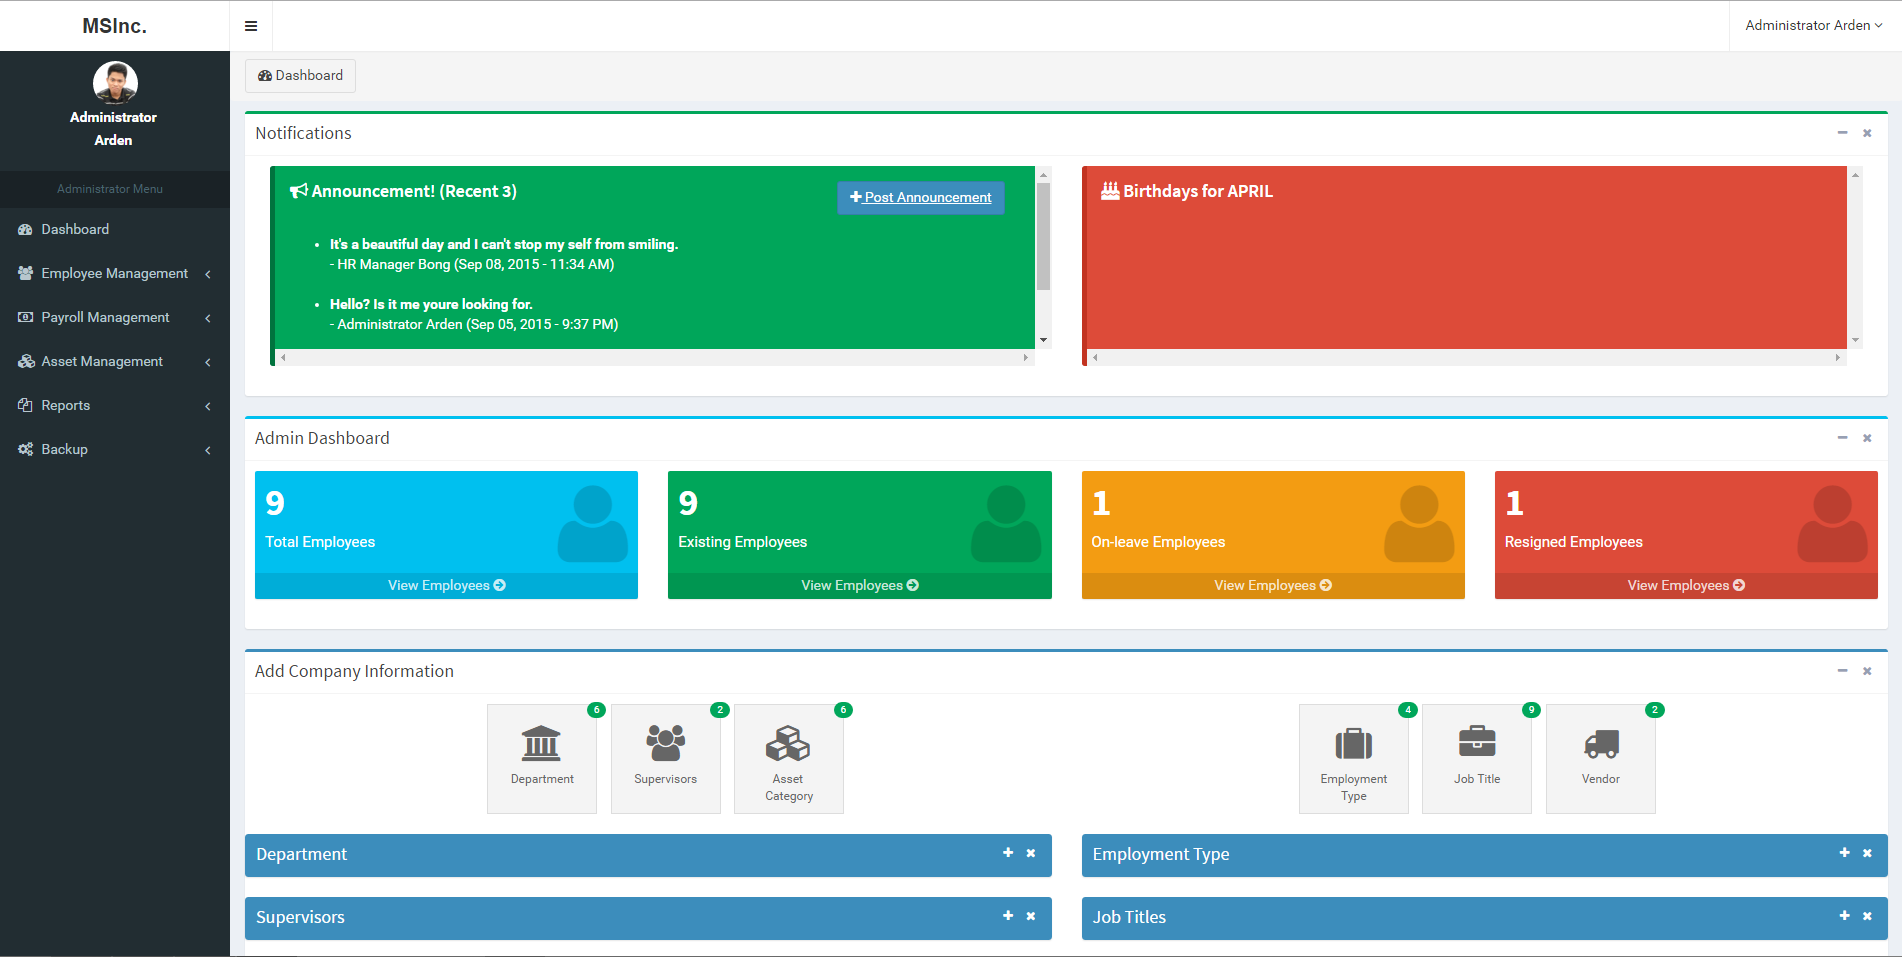 MSInc.
Administrator Arden
Administrator
Arden
Administrator Menu
Dashboard
Employee Management
Payroll Management
Asset Management
Reports
Backup
Dashboard
Notifications
Announcement! (Recent 3)
Post Announcement
It's a beautiful day and I can't stop my self from smiling.
- HR Manager Bong (Sep 08, 2015 - 11:34 AM)
Hello? Is it me youre looking for.
- Administrator Arden (Sep 05, 2015 - 9:37 PM)
Birthdays for APRIL
Admin Dashboard
9
Total Employees
View Employees
9
Existing Employees
View Employees
1
On-leave Employees
View Employees
1
Resigned Employees
View Employees
Add Company Information
6
Department
2
Supervisors
6
Asset
Category
4
Employment
Type
9
Job Title
2
Vendor
Department
Employment Type
Supervisors
Job Titles